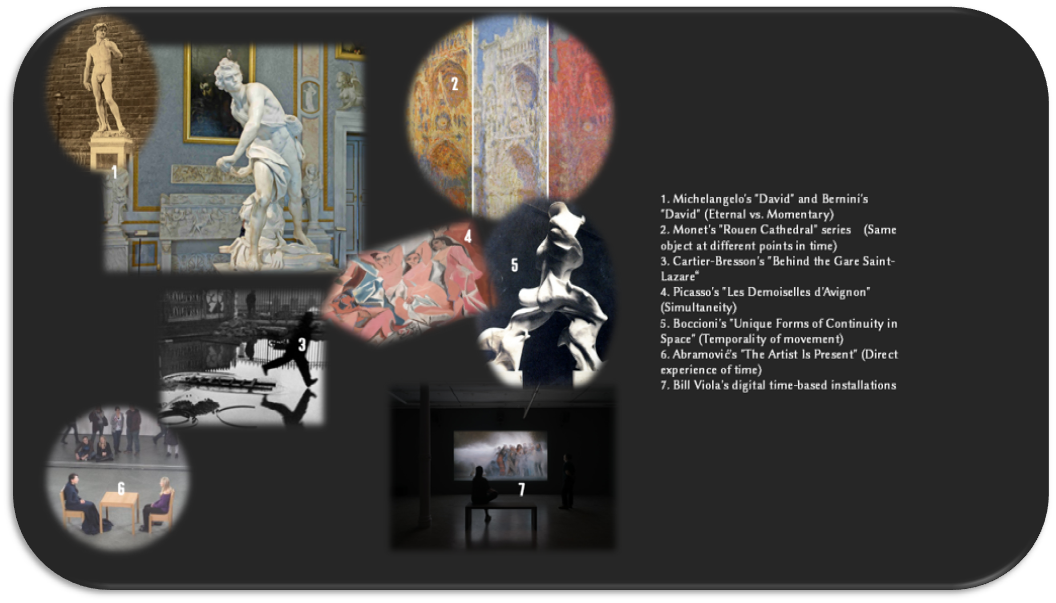 1
2
4
5
3
6
7
1. Michelangelo's "David" and Bernini's
"David" (Eternal vs. Momentary)
2. Monet's "Rouen Cathedral" series (Same
object at different points in time)
3. Cartier-Bresson's "Behind the Gare Saint-
Lazare"
4. Picasso's "Les Demoiselles d'Avignon"
(Simultaneity)
5. Boccioni's "Unique Forms of Continuity in
Space" (Temporality of movement)
6. Abramović's "The Artist Is Present" (Direct
experience of time)
7. Bill Viola's digital time-based installations